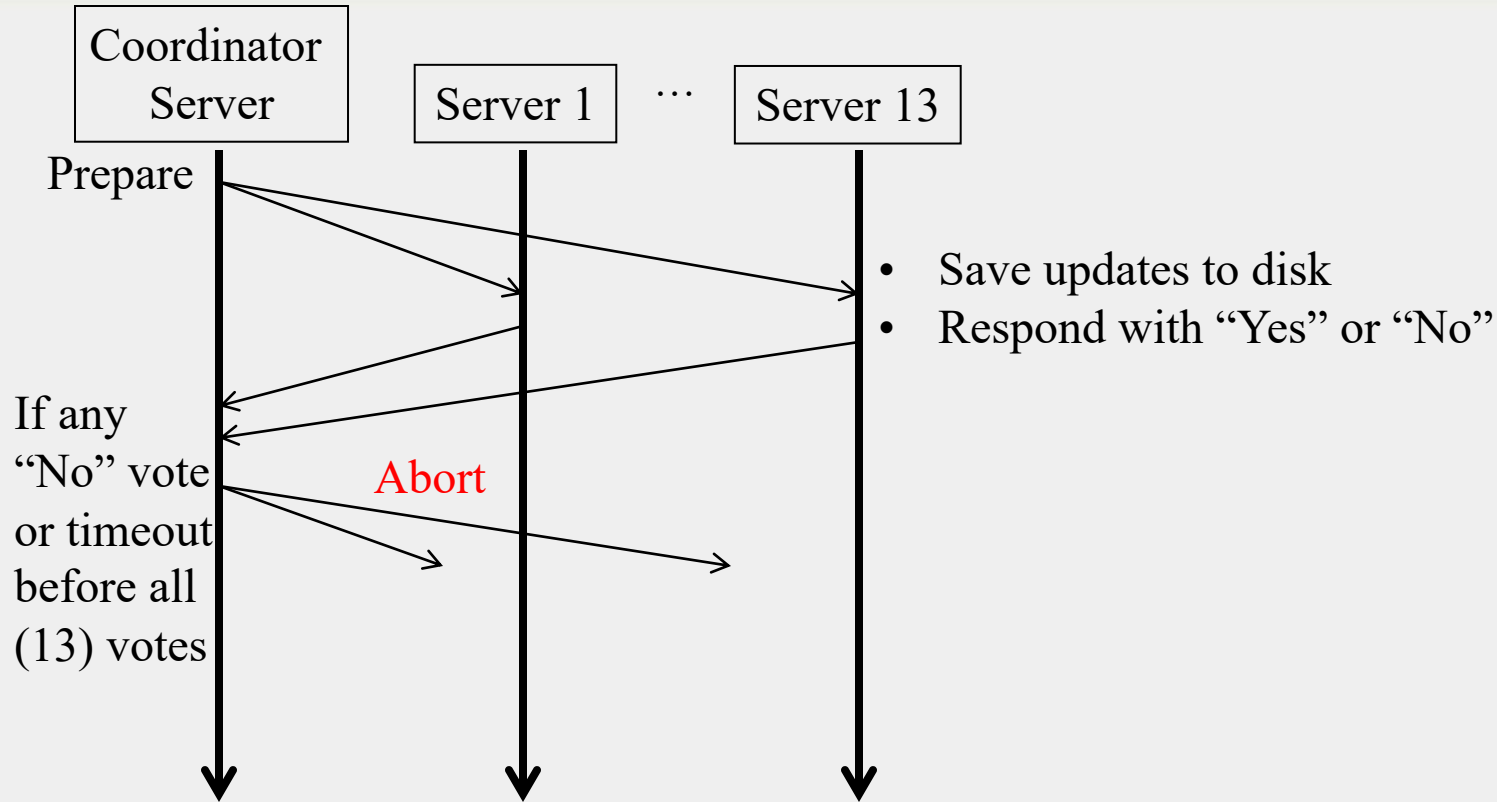 Coordinator
Server
Server 1
…
Server 13
Prepare
• Save updates to disk
• Respond with “Yes” or “No”
If any
“No” vote
or timeout
before all
(13) votes
Abort